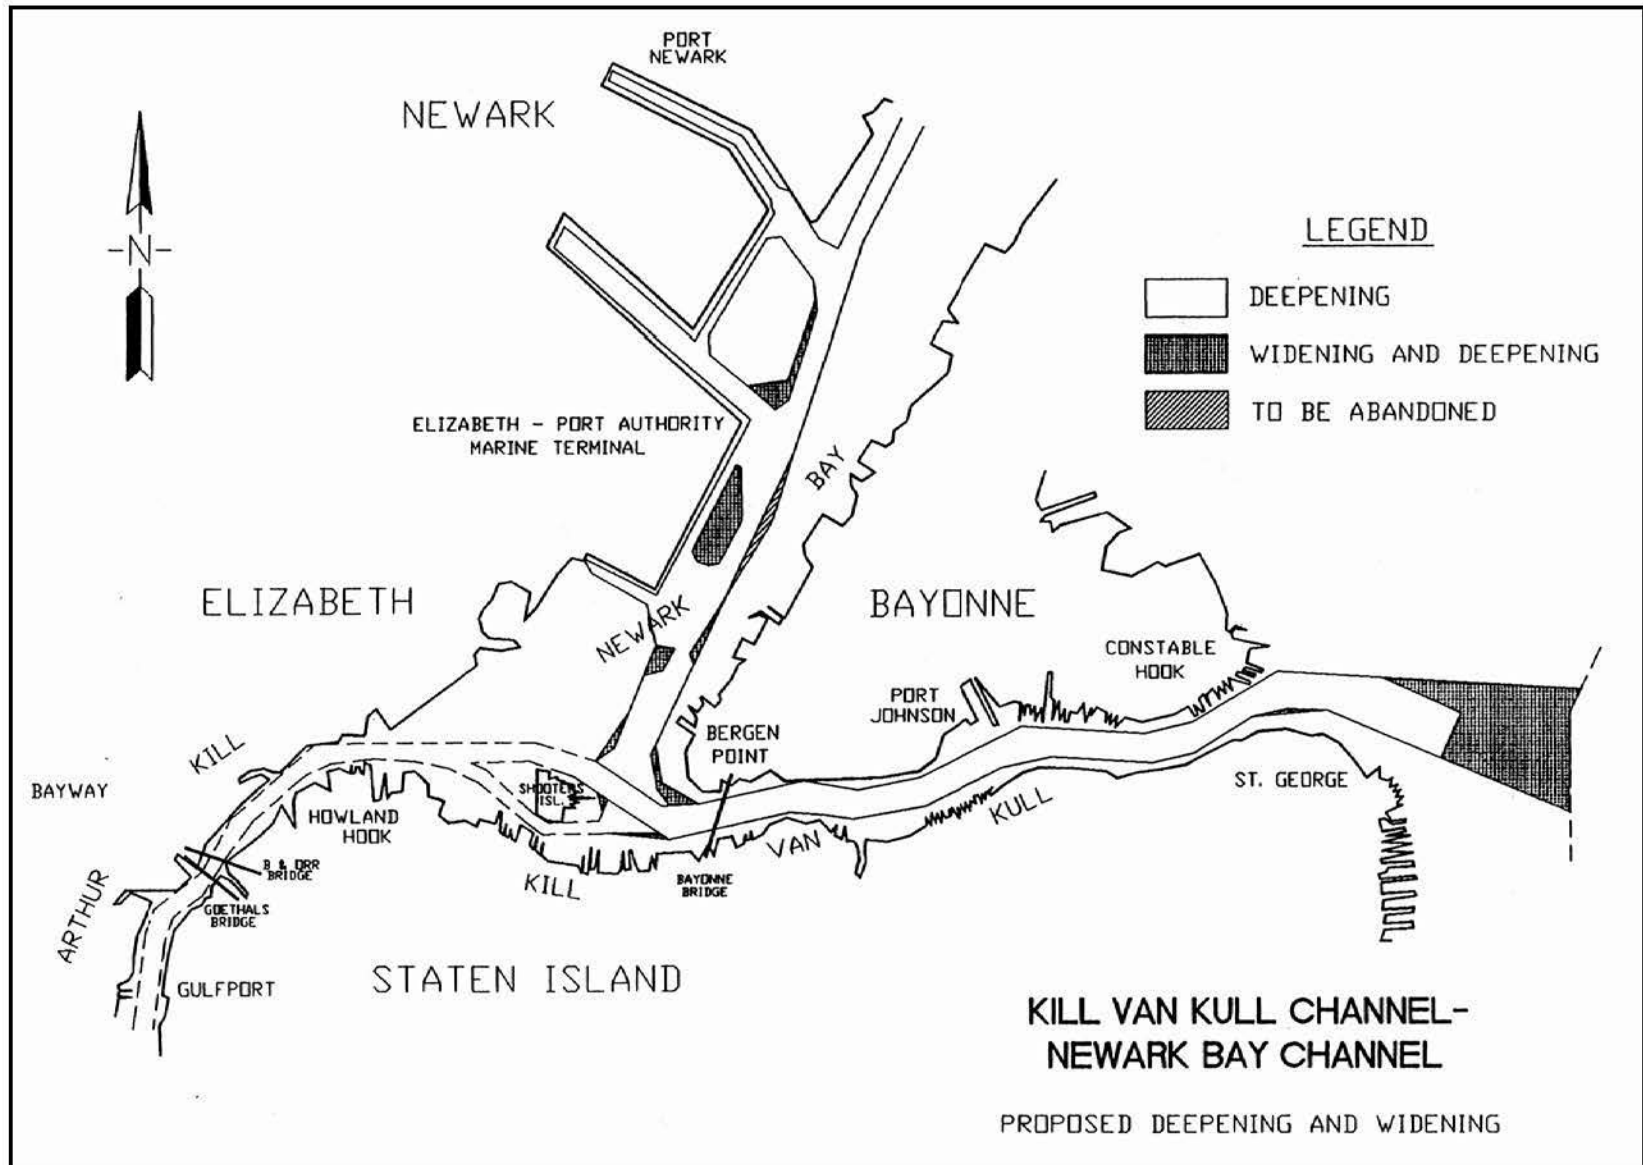 PORT
NEWARK
NEWARK
-N-
LEGEND
DEEPENING
WIDENING AND DEEPENING
TO BE ABANDONED
ELIZABETH - PORT AUTHORITY
MARINE TERMINAL
BAY
ELIZABETH
NEWARK
BAYONNE
CONSTABLE
HOOK
PORT
JOHNSON
BERGEN
POINT
KILL
BAYWAY
SHOOTERS
ISL.
ST. GEORGE
HOWLAND
HOOK
KULL
VAN
B & ORR
BRIDGE
KILL
BAYONNE
BRIDGE
ARTHUR
GOETHALS
BRIDGE
GULFPORT
STATEN ISLAND
KILL VAN KULL CHANNEL-
NEWARK BAY CHANNEL
PROPOSED DEEPENING AND WIDENING